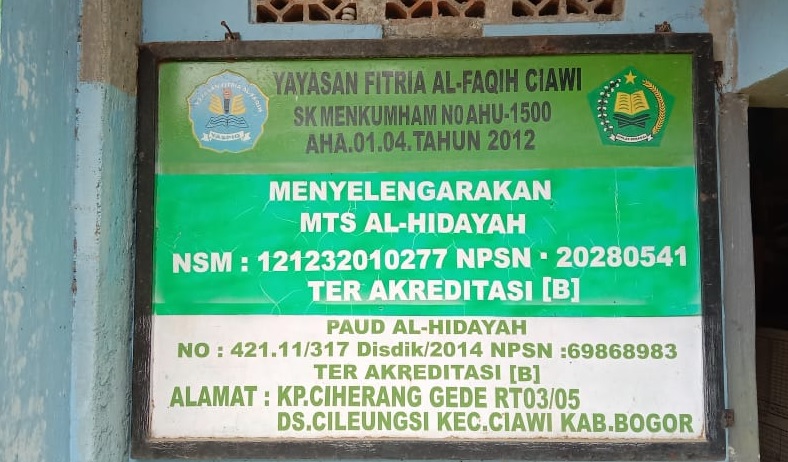 YAYASAN FITRIA AL-FAQIH CIAWI
SK MENKUMHAM NO AHU-1500
AHA.01.04.TAHUN 2012
MENYELENGARAKAN
MTS AL-HIDAYAH
NSM : 121232010277 NPSN · 20280541
TER AKREDITASI [B]
PAUD AL-HIDAYAH
NO : 421.11/317 Disdik/2014 NPSN :69868983
TER AKREDITASI [B]
ALAMAT : KP.CIHERANG GEDE RT03/05
DS.CILEUNGSI KEC.CIAWI KAB.BOGOR